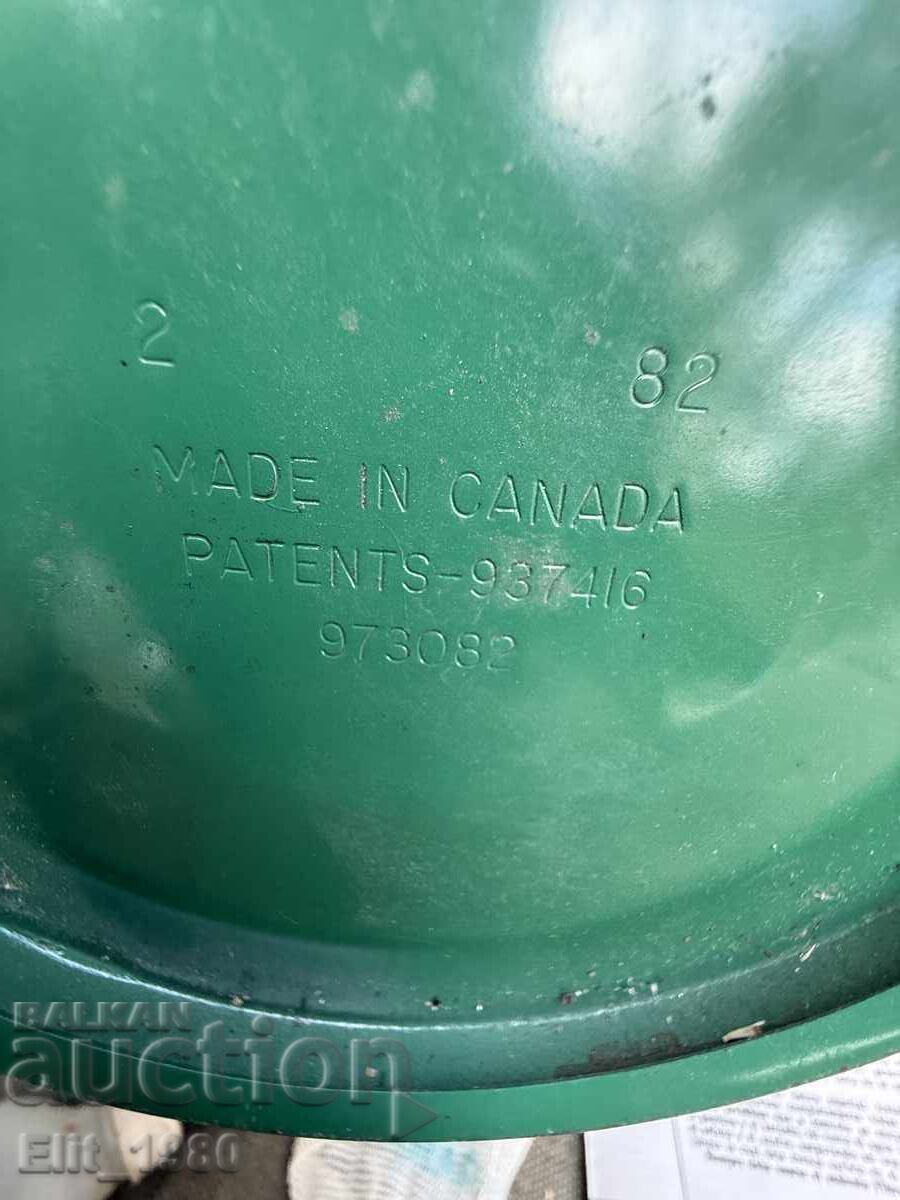 2 82
MADE IN CANADA
PATENTS-937416
973082
BALKAN
auction
Elit_1980